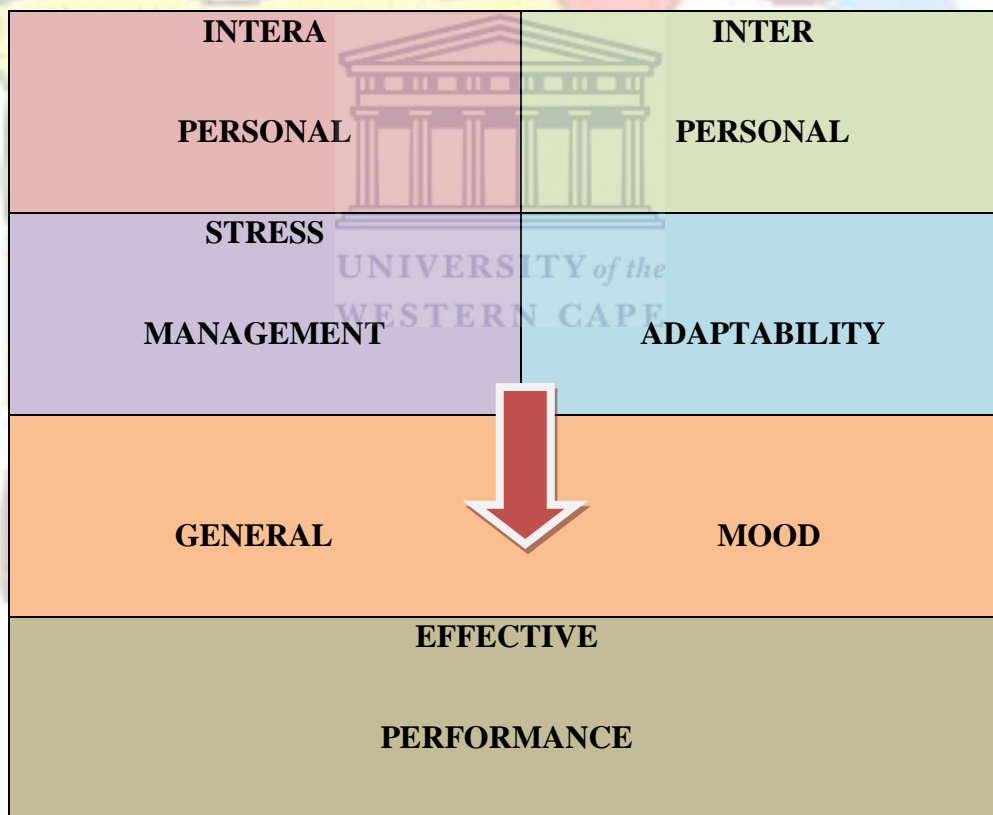 INTERA
PERSONAL
INTER
PERSONAL
STRESS
MANAGEMENT
ADAPTABILITY
UNIVERSITY of the
WESTERN CAPE
GENERAL MOOD
EFFECTIVE
PERFORMANCE